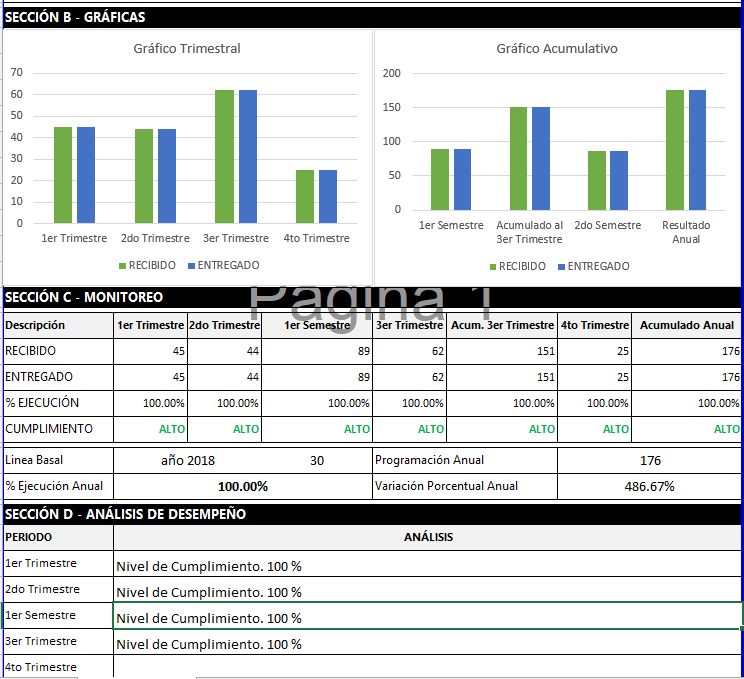 SECCIÓN B - GRÁFICAS
Gráfico Trimestral
70
60
50
40
30
20
10
0
1er Trimestre 2do Trimestre 3er Trimestre 4to Trimestre
RECIBIDO ENTREGADO
Gráfico Acumulativo
200
150
100
50
0
1er Semestre Acumulado al 2do Semestre Resultado
3er Trimestre Anual
RECIBIDO ENTREGADO
Página 1
SECCIÓN C - MONITOREO
Descripción 1er Trimestre 2do Trimestre 1er Semestre 3er Trimestre Acum. 3er Trimestre 4to Trimestre Acumulado Anual
RECIBIDO 45 44 89 62 151 25 176
ENTREGADO 45 44 89 62 151 25 176
% EJECUCIÓN 100.00% 100.00% 100.00% 100.00% 100.00% 100.00% 100.00%
CUMPLIMIENTO ALTO ALTO ALTO ALTO ALTO ALTO ALTO
Linea Basal año 2018 30 Programación Anual 176
% Ejecución Anual 100.00% Variación Porcentual Anual 486.67%
SECCIÓN D - ANÁLISIS DE DESEMPEÑO
PERIODO ANÁLISIS
1er Trimestre Nivel de Cumplimiento. 100 %
2do Trimestre Nivel de Cumplimiento. 100 %
1er Semestre Nivel de Cumplimiento. 100 %
3er Trimestre Nivel de Cumplimiento. 100 %
4to Trimestre